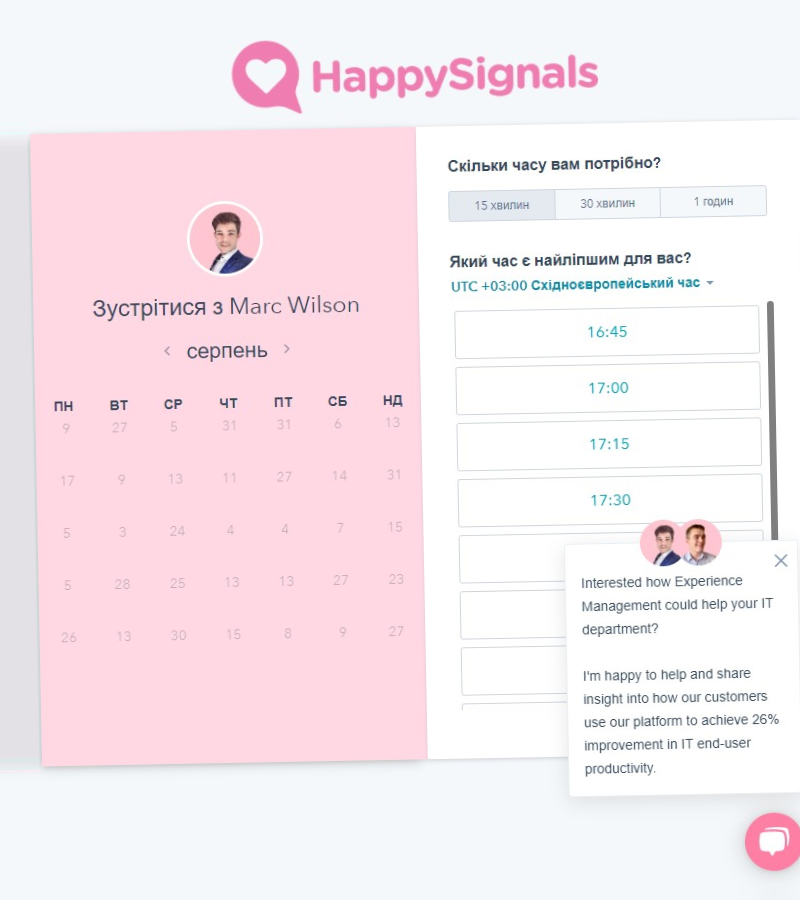 HappySignals
Зустрітися з Marc Wilson
серпень
ПН ВТ СР ЧТ ПТ СБ НД
9 27 5 31 31 6 13
17 9 13 11 27 14 31
5 3 24 4 4 7 15
5 28 25 13 13 27 23
26 13 30 15 8 9 27
Скільки часу вам потрібно?
15 хвилин 30 хвилин 1 годин
Який час є найліпшим для вас?
UTC +03:00 Східноєвропейський час
16:45
17:00
17:15
17:30
Interested how Experience
Management could help your IT
department?
I'm happy to help and share
insight into how our customers
use our platform to achieve 26%
improvement in IT end-user
productivity.